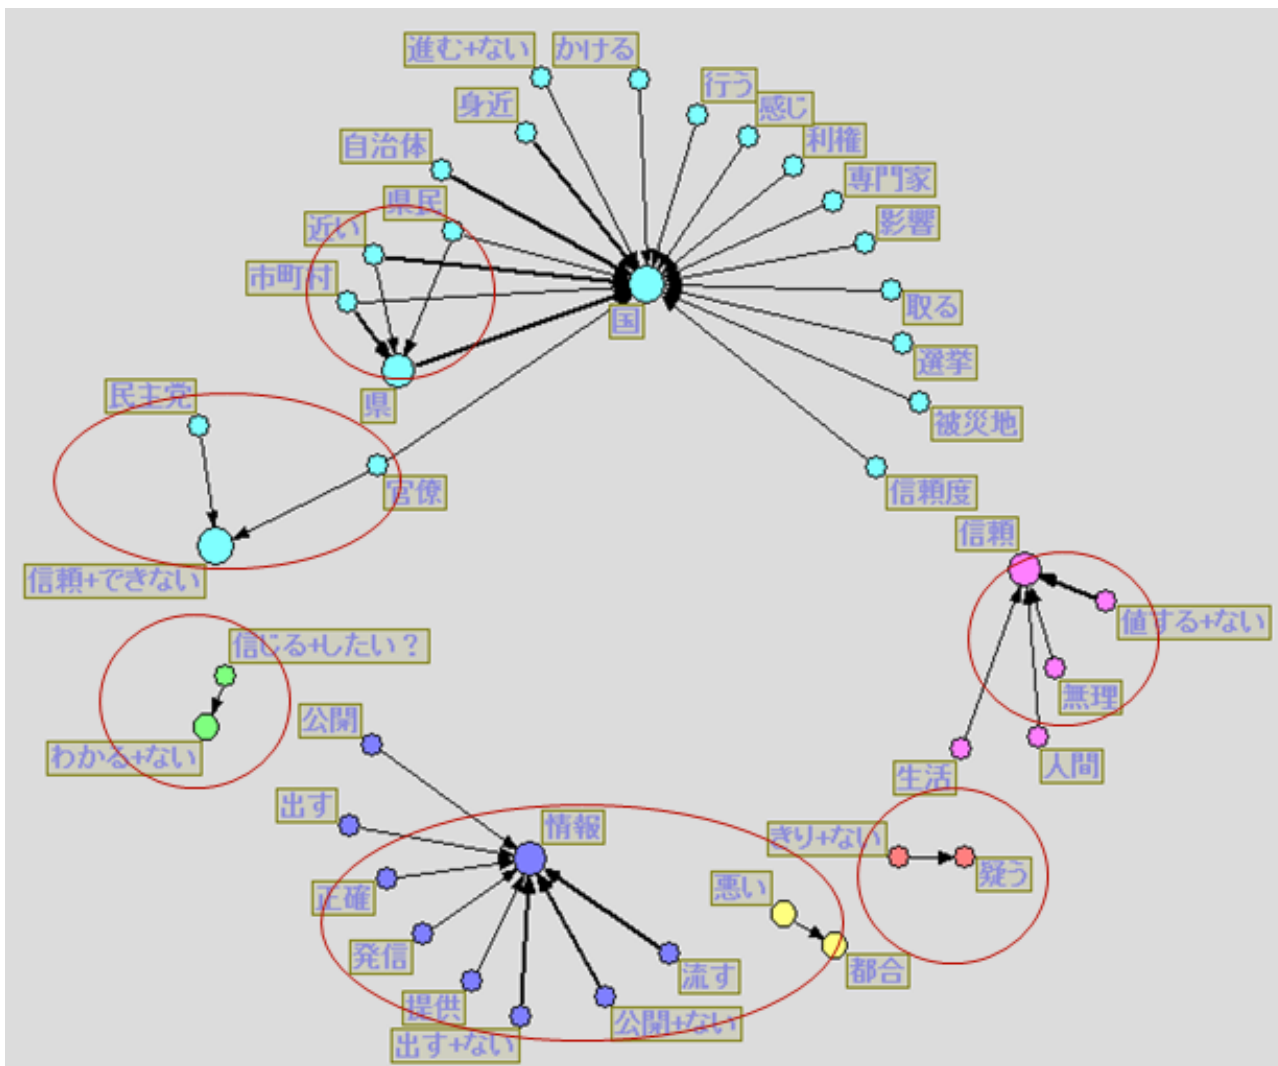 進む+ない
かける
行う
身近
感じ
利権
自治体
専門家
県民
影響
近い
市町村
取る
国
選挙
民主党
県
被災地
官僚
信頼度
信頼
信頼+できない
値する+ない
信じる+したい？
無理
公開
わかる+ない
人間
生活
出す
情報
きり+ない
疑う
悪い
正確
発信
都合
流す
提供
公開+ない
出す+ない